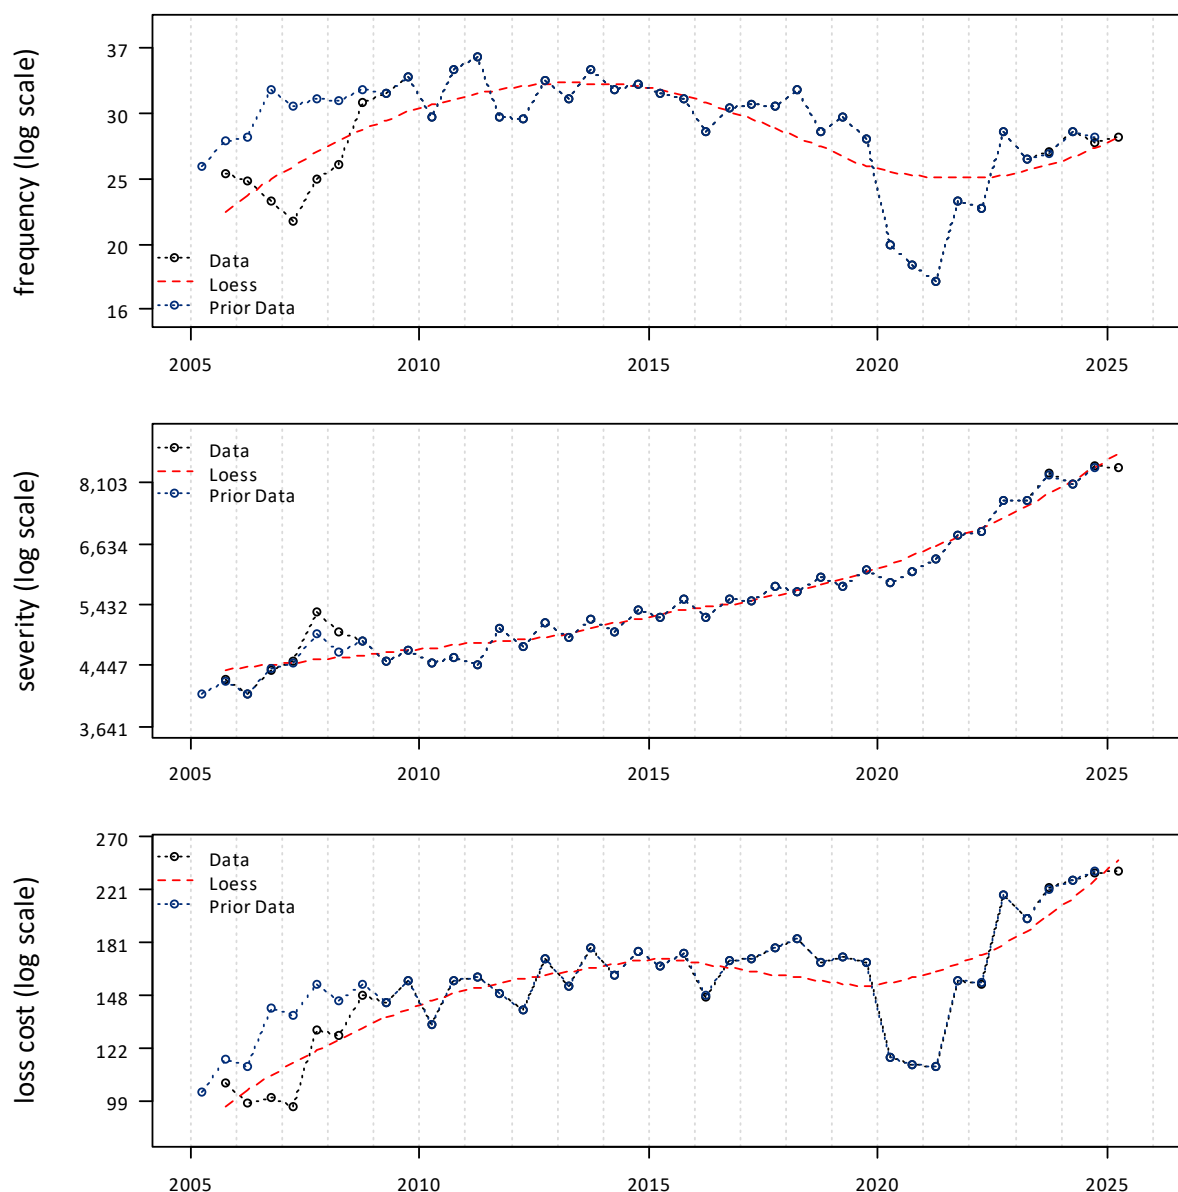 frequency (log scale)
37
30
25
20
16
Data
Loess
Prior Data
2005 2010 2015 2020 2025
severity (log scale)
8,103
6,634
5,432
4,447
3,641
Data
Loess
Prior Data
2005 2010 2015 2020 2025
loss cost (log scale)
270
221
181
148
122
99
Data
Loess
Prior Data
2005 2010 2015 2020 2025